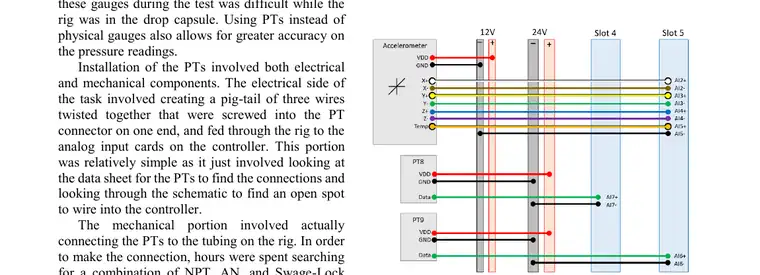 these gauges during the test was difficult while the
rig was in the drop capsule. Using PTs instead of
physical gauges also allows for greater accuracy on
the pressure readings.
Installation of the PTs involved both electrical
and mechanical components. The electrical side of
the task involved creating a pig-tail of three wires
twisted together that were screwed into the PT
connector on one end, and fed through the rig to the
analog input cards on the controller. This portion
was relatively simple as it just involved looking at
the data sheet for the PTs to find the connections and
looking through the schematic to find an open spot
to wire into the controller.
The mechanical portion involved actually
connecting the PTs to the tubing on the rig. In order
to make the connection, hours were spent searching
for a combination of NPT, AN, and Swage-Lock
12V 24V Slot 4 Slot 5
Accelerometer
− + − +
VDD
GND
X+ AI2+
X- AI2-
Y+ AI3+
Y- AI3-
Z+ AI4+
Z- AI4-
Temp AI5+
AI5-
PT8
VDD
GND
Data AI7+
AI7-
PT9
VDD
GND
Data AI6+
AI6-